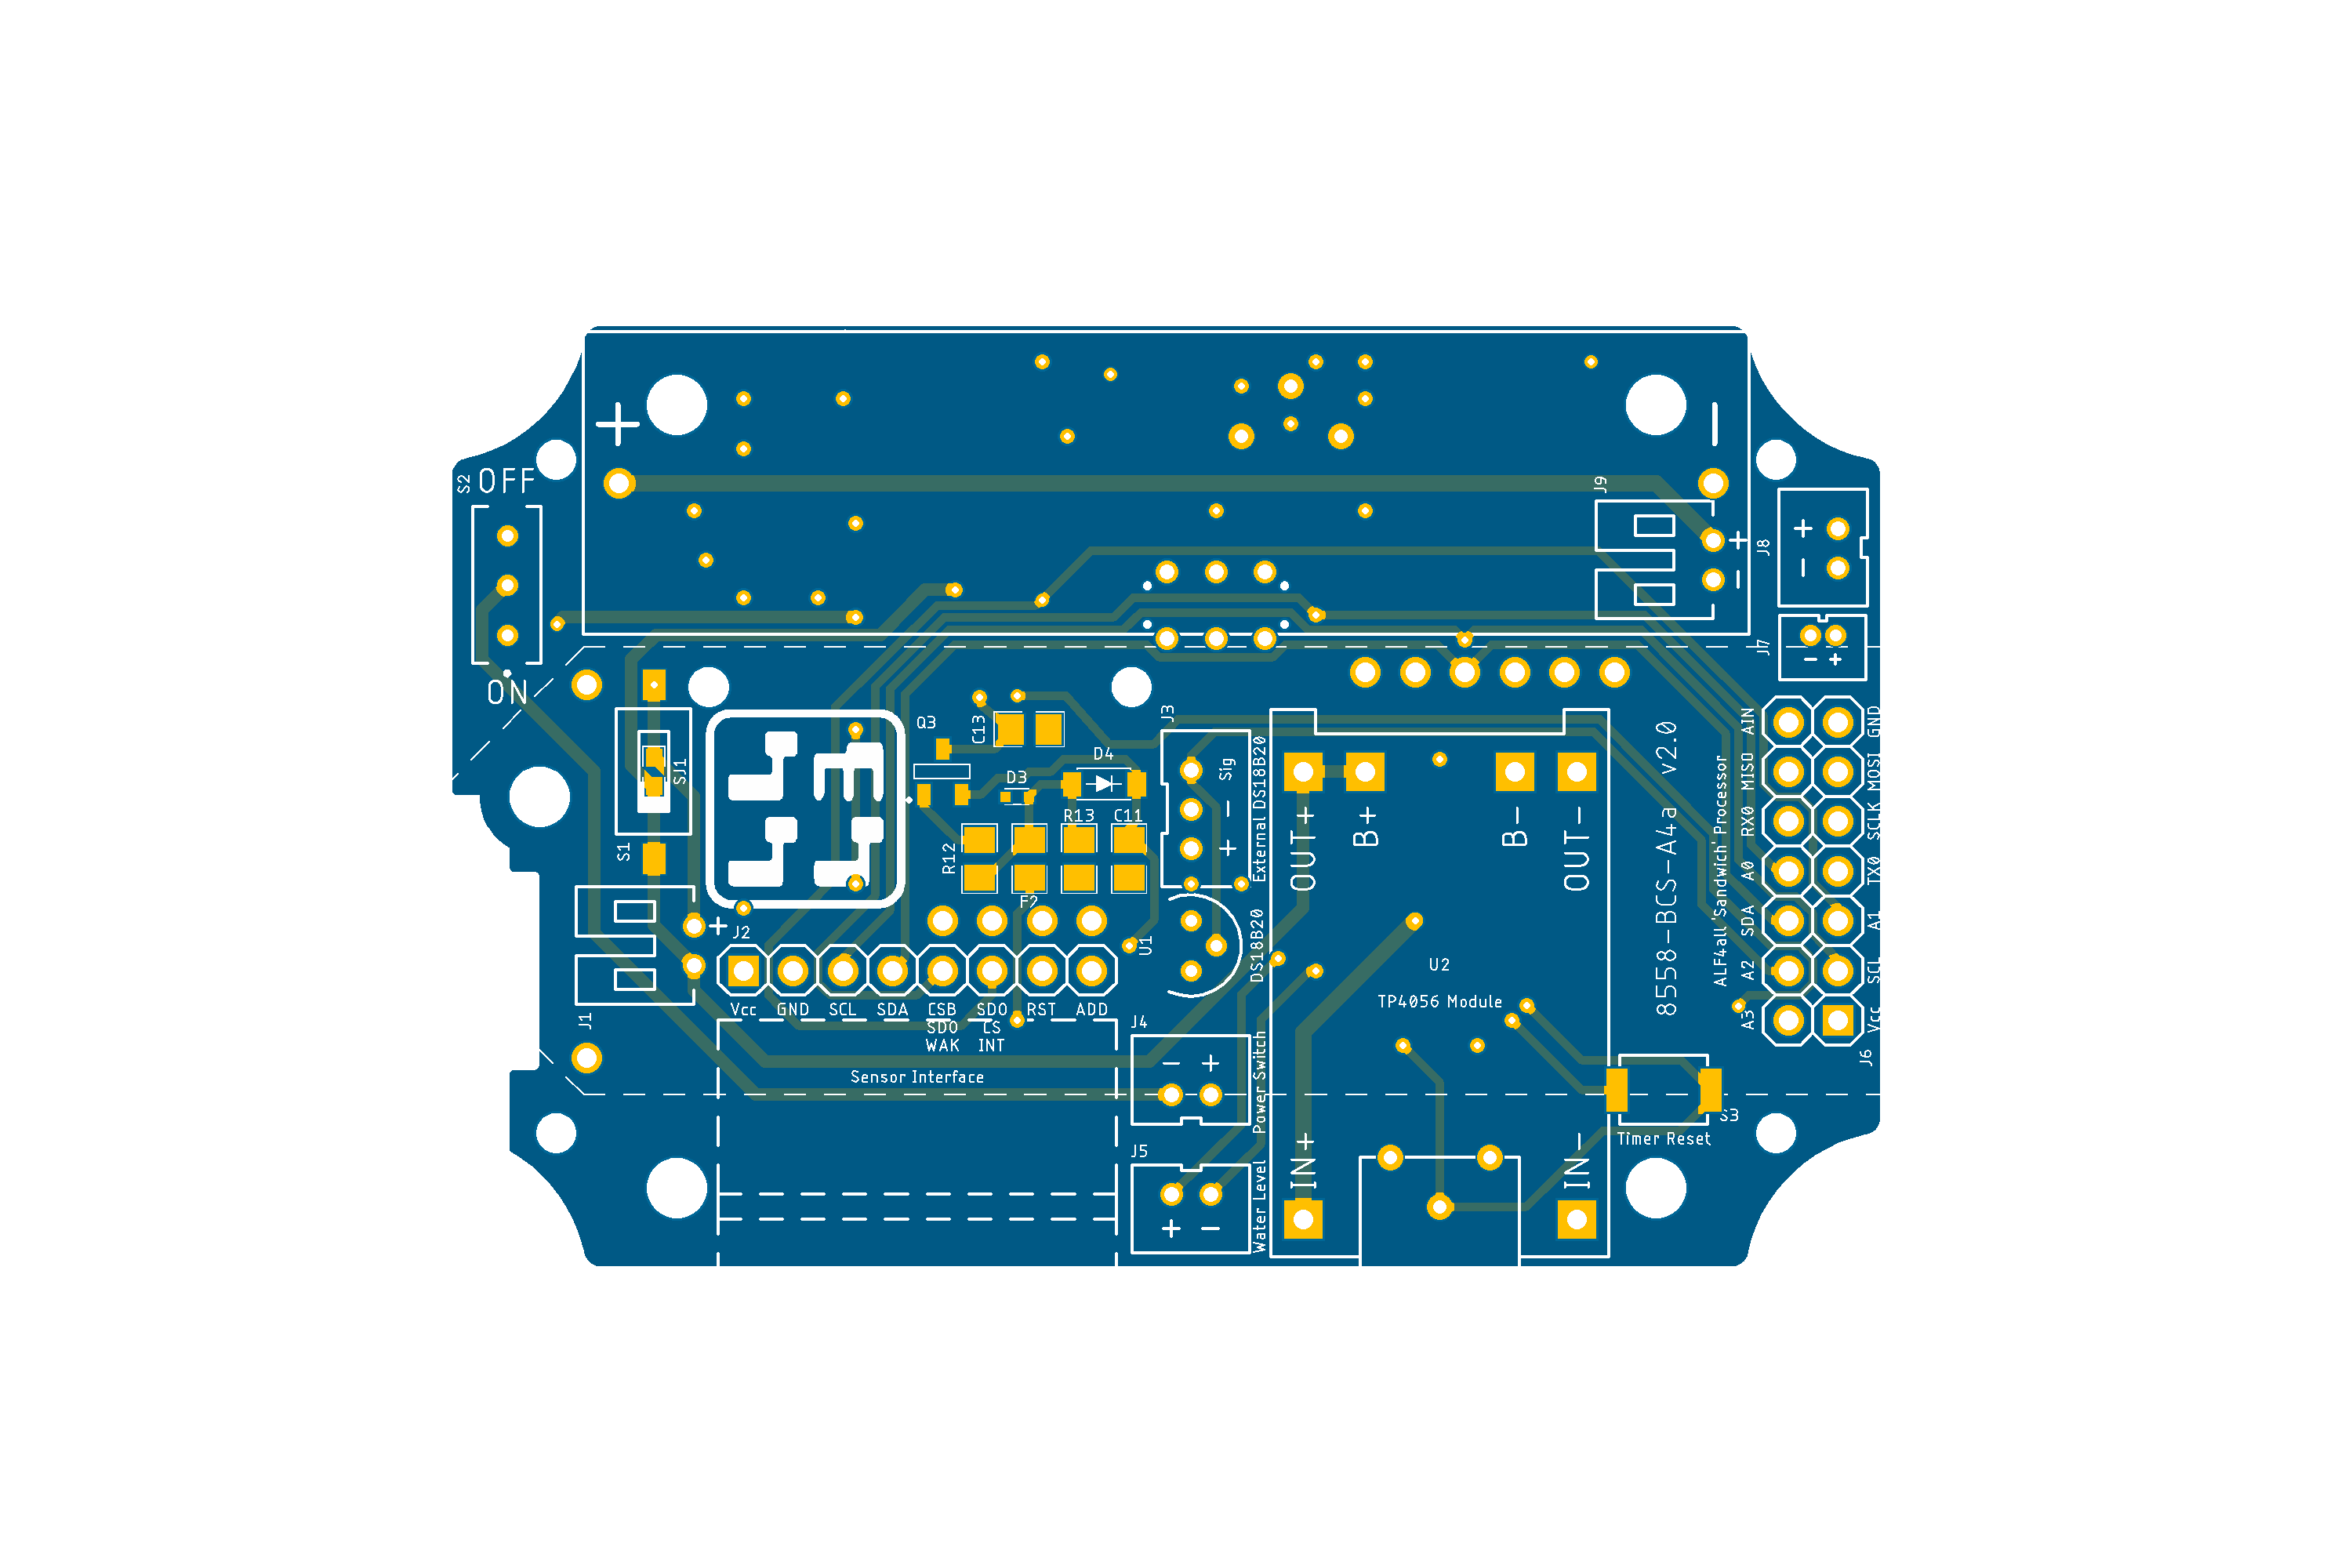 S2 OFF
ON
+
-
J9
+
-
J8
+
-
J7
- +
Q3
C13
J3
D4
D3
SJ1
S1
R13 C11
R12
F2
Sig
-
+
External DS18B20
DS18B20
U1
OUT+
B+
B-
OUT-
8558-BCS-A4a v2.0
ALF4all'Sandwich'Processor
AIN GND
MISO MOSI
RX0 SCLK
A0 TX0
SDA A1
A2 SCL
A3 Vcc
J6
+ J2
J1
Vcc GND SCL SDA CSB SDO RST ADD
SDO CS
WAK INT
Sensor Interface
U2
TP4056 Module
J4
- +
Power Switch
J5
+ -
Water Level
IN+
IN-
S3
Timer Reset